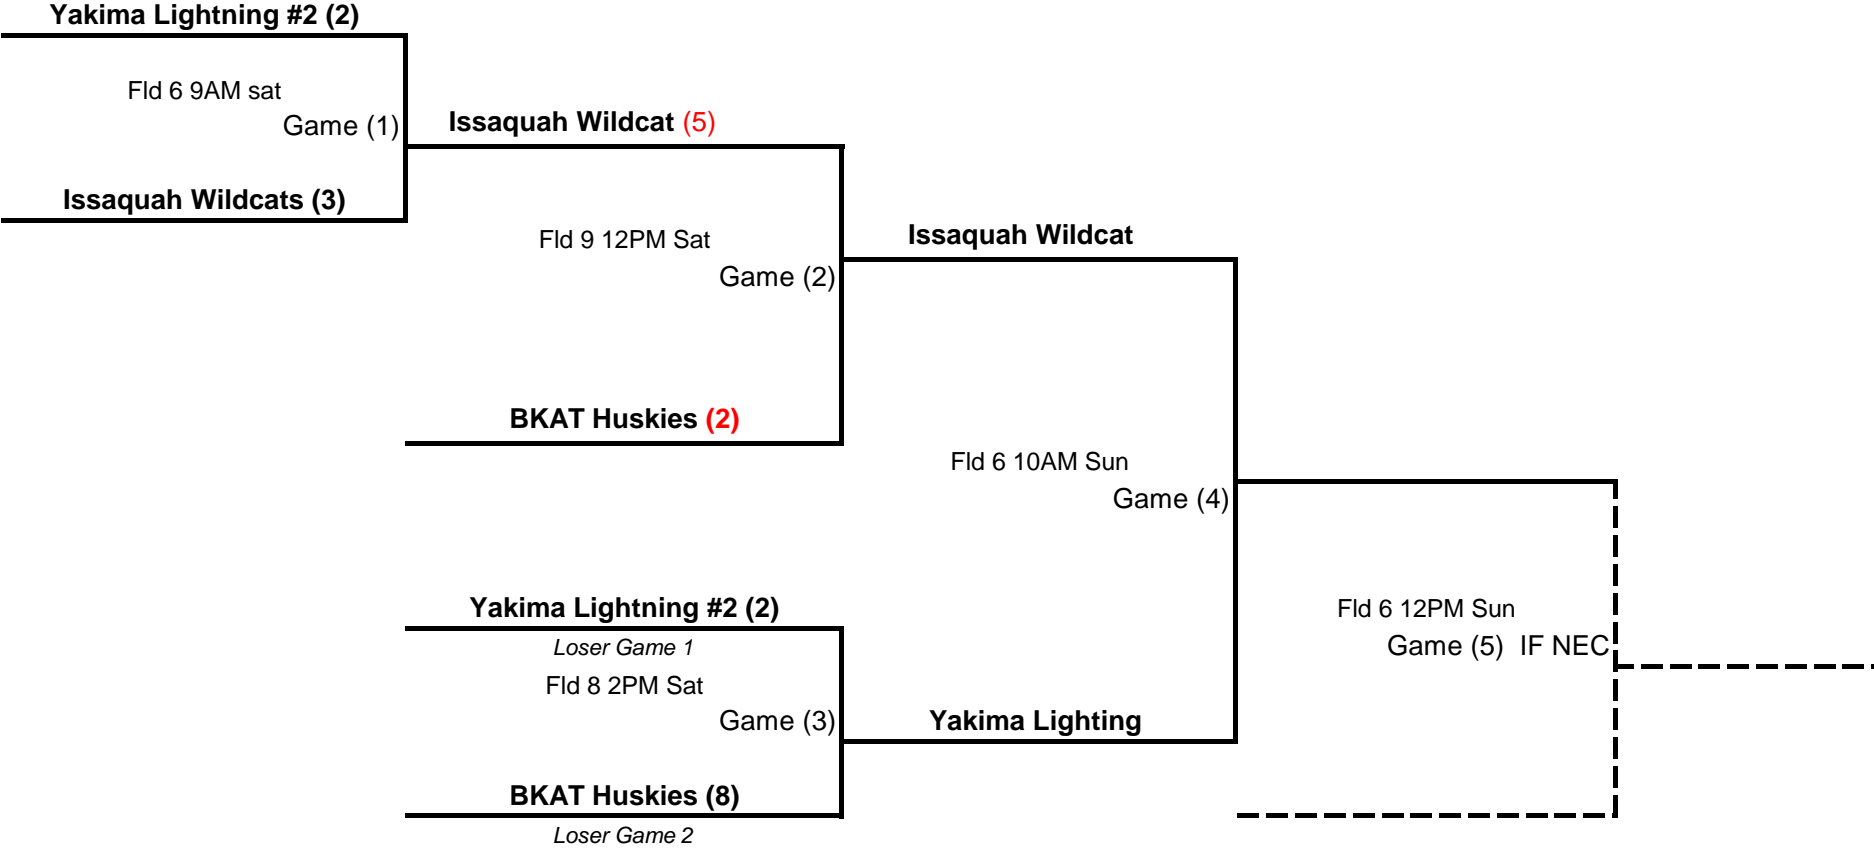 Yakima Lightning #2 (2)
Fld 6 9AM sat
Game (1)
Issaquah Wildcats (3)
Issaquah Wildcat (5)
Fld 9 12PM Sat
Game (2)
BKAT Huskies (2)
Issaquah Wildcat
Fld 6 10AM Sun
Game (4)
Yakima Lightning #2 (2)
Loser Game 1
Fld 8 2PM Sat
Game (3)
Yakima Lighting
BKAT Huskies (8)
Loser Game 2
Fld 6 12PM Sun
Game (5) IF NEC